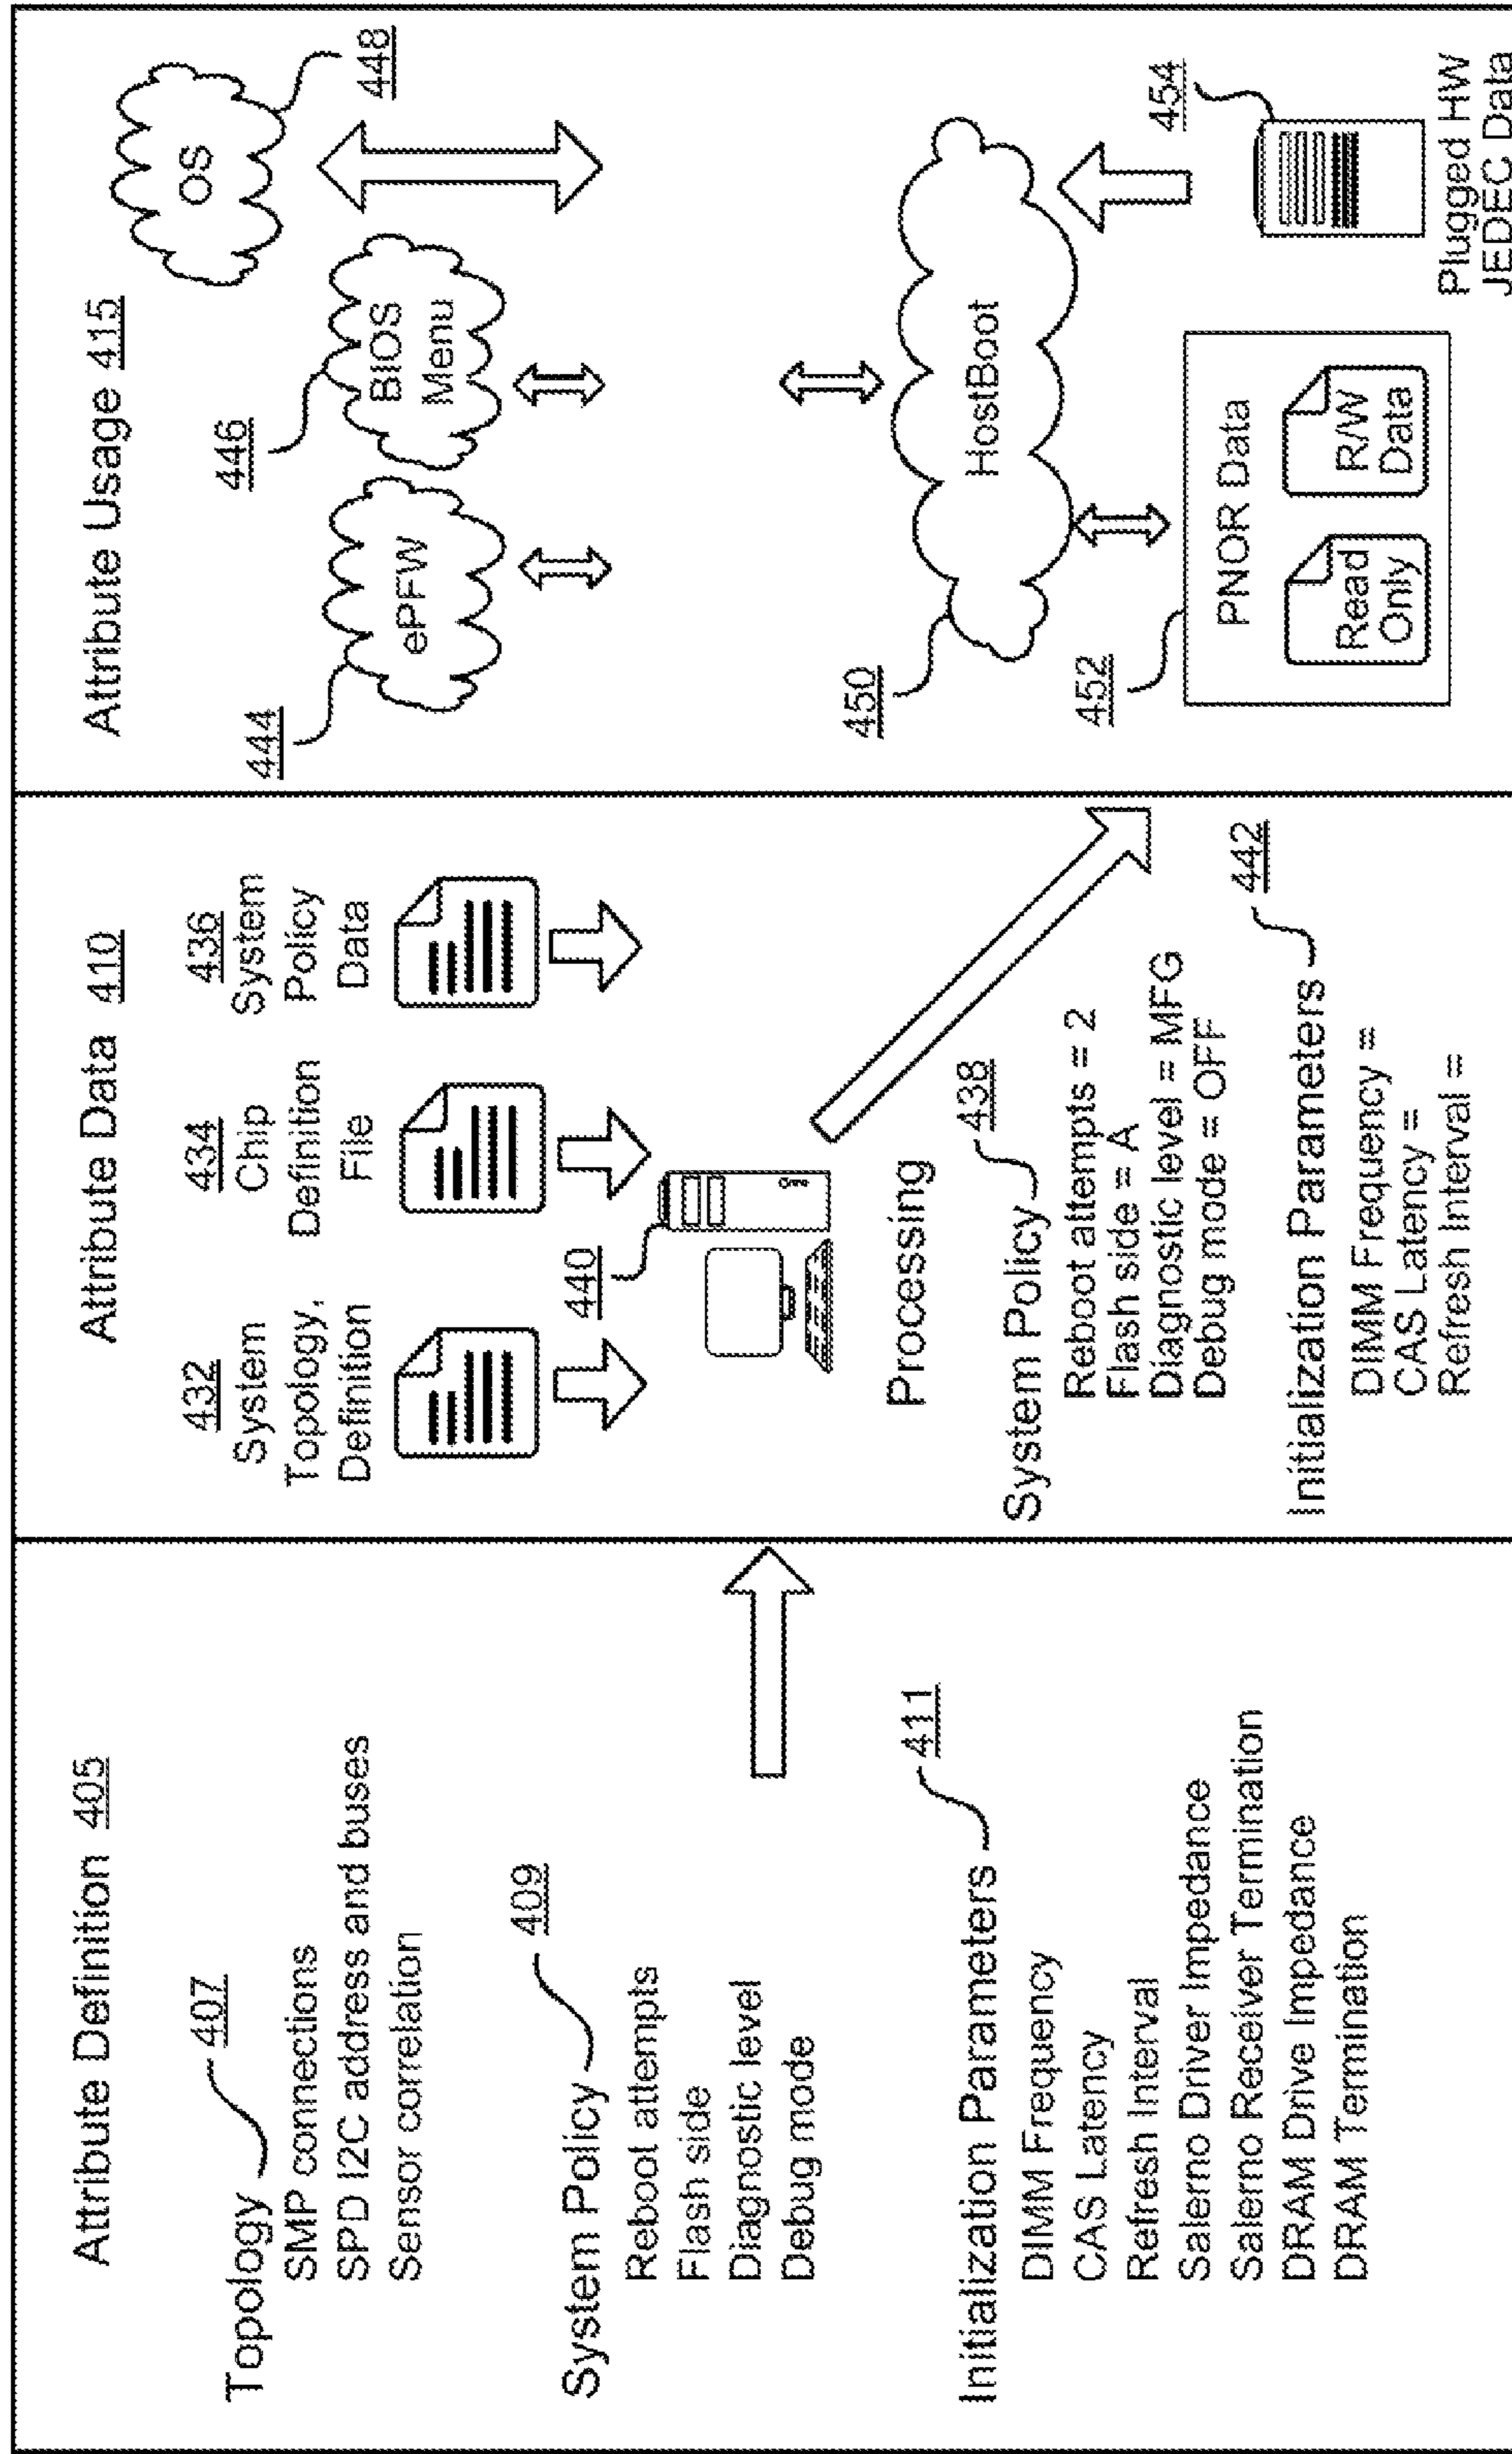 Attribute Definition 405
Topology 407
SMP connections
SPD I2C address and buses
Sensor correlation
System Policy 409
Reboot attempts
Flash side
Diagnostic level
Debug mode
Initialization Parameters 411
DIMM Frequency
CAS Latency
Refresh Interval
Salerno Driver Impedance
Salerno Receiver Termination
DRAM Drive Impedance
DRAM Termination
Attribute Data 410
432
System
Topology,
Definition
434
Chip
Definition
File
436
System
Policy
Data
440
Processing
System Policy 438
Reboot attempts = 2
Flash side = A
Diagnostic level = MFG
Debug mode = OFF
Initialization Parameters 442
DIMM Frequency =
CAS Latency =
Refresh Interval =
Attribute Usage 415
444
ePFW
446
BIOS
Menu
OS
448
450
HostBoot
452
PNOR Data
Read
Only
R/W
Data
454
Plugged HW
JEDEC Data